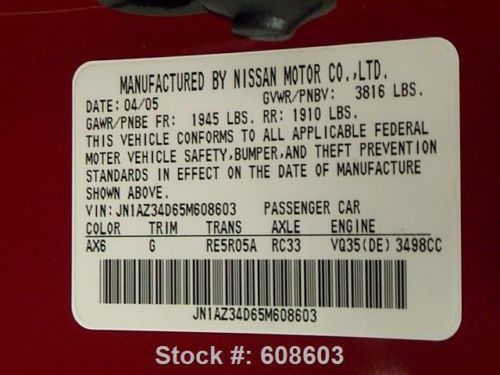 MANUFACTURED BY NISSAN MOTOR CO.,LTD.
DATE: 04/05 GVWR/PNBV: 3816 LBS.
GAWR/PNBE FR: 1945 LBS. RR: 1910 LBS.
THIS VEHICLE CONFORMS TO ALL APPLICABLE FEDERAL
MOTER VEHICLE SAFETY,BUMPER,AND THEFT PREVENTION
STANDARDS IN EFFECT ON THE DATE OF MANUFACTURE
SHOWN ABOVE.
VIN:JN1AZ34D65M608603 PASSENGER CAR
COLOR TRIM TRANS AXLE ENGINE
AX6 G RE5R05A RC33 VQ35(DE) 3498CC
JN1AZ34D65M608603
Stock #: 608603